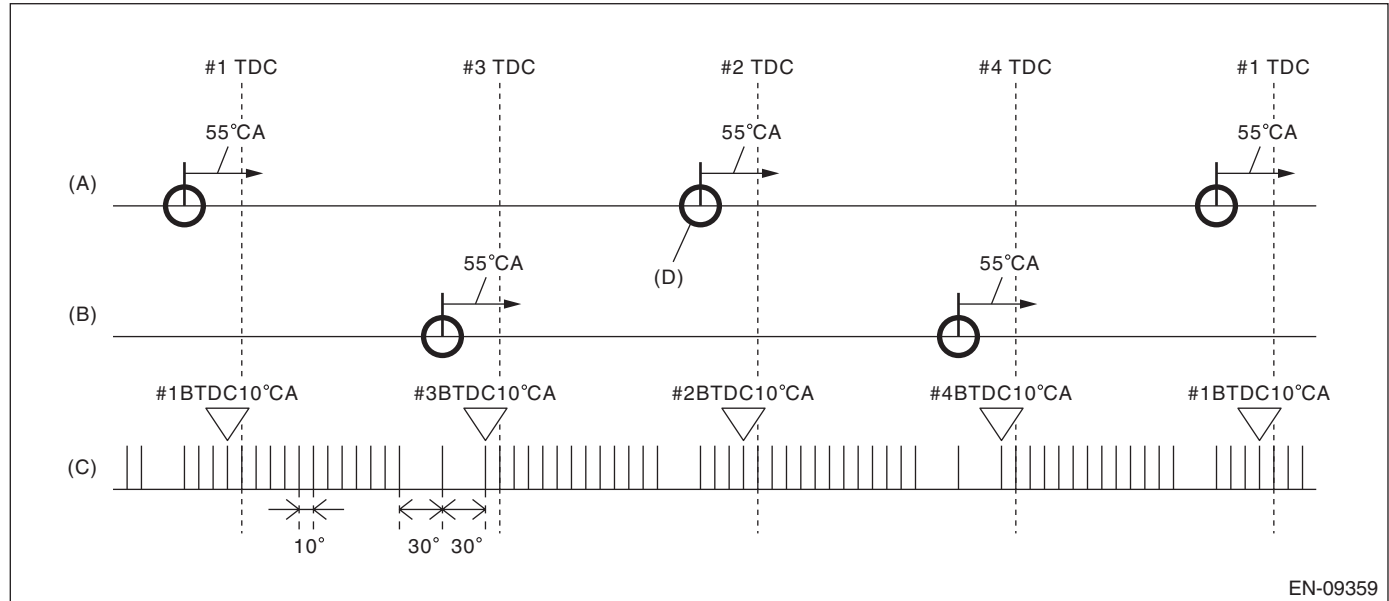 #1 TDC #3 TDC #2 TDC #4 TDC #1 TDC
55°CA 55°CA 55°CA
(A)
55°CA 55°CA
(D)
(B)
#1BTDC10°CA #3BTDC10°CA #2BTDC10°CA #4BTDC10°CA #1BTDC10°CA
(C)
10° 30° 30°
EN-09359